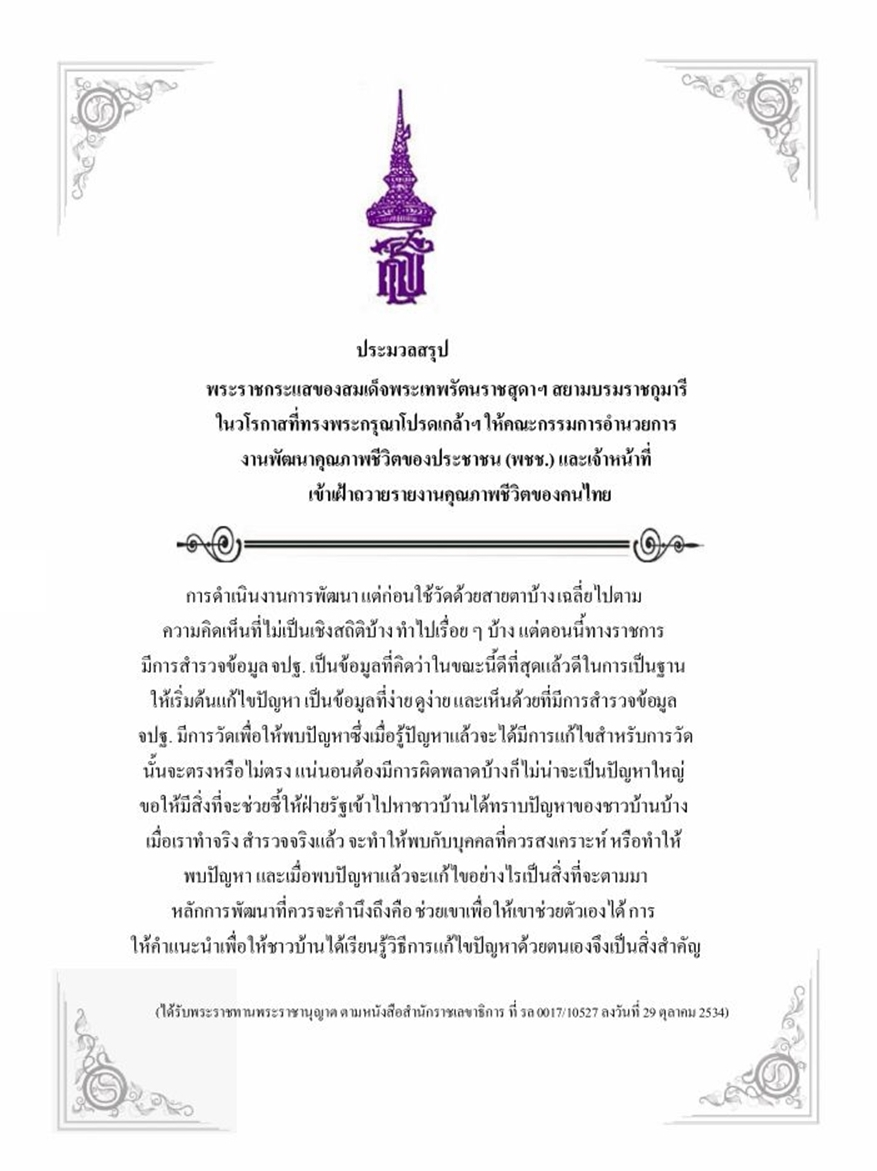 ประมวลสรุป
พระราชกระแสของสมเด็จพระเทพรัตนราชสุดาฯ สยามบรมราชกุมารี
ในวโรกาสที่ทรงพระกรุณาโปรดเกล้าฯ ให้คณะกรรมการอำนวยการ
งานพัฒนาคุณภาพชีวิตของประชาชน (พชช.) และเจ้าหน้าที่
เข้าเฝ้าถวายรายงานคุณภาพชีวิตของคนไทย
การดำเนินงานการพัฒนา แต่ก่อนใช้วัดด้วยสายตาบ้าง เฉลี่ยไปตาม
ความคิดเห็นที่ไม่เป็นเชิงสถิติบ้าง ทำไปเรื่อย ๆ บ้าง แต่ตอนนี้ทางราชการ
มีการสำรวจข้อมูล จปฐ. เป็นข้อมูลที่คิดว่าในขณะนี้ดีที่สุดแล้วดีในการเป็นฐาน
ให้เริ่มต้นแก้ไขปัญหา เป็นข้อมูลที่ง่าย ดูง่าย และเห็นด้วยที่มีการสำรวจข้อมูล
จปฐ. มีการวัดเพื่อให้พบปัญหาซึ่งเมื่อรู้ปัญหาแล้วจะได้มีการแก้ไขสำหรับการวัด
นั้นจะตรงหรือไม่ตรง แน่นอนต้องมีการผิดพลาดบ้างก็ไม่น่าจะเป็นปัญหาใหญ่
ขอให้มีสิ่งที่จะช่วยชี้ให้ฝ่ายรัฐเข้าไปหาชาวบ้านได้ทราบปัญหาของชาวบ้านบ้าง
เมื่อเราทำจริง สำรวจจริงแล้ว จะทำให้พบกับบุคคลที่ควรสงเคราะห์ หรือทำให้
พบปัญหา และเมื่อพบปัญหาแล้วจะแก้ไขอย่างไรเป็นสิ่งที่จะตามมา
หลักการพัฒนาที่ควรจะคำนึงถึงคือ ช่วยเขาเพื่อให้เขาช่วยตัวเองได้ การ
ให้คำแนะนำเพื่อให้ชาวบ้านได้เรียนรู้วิธีการแก้ไขปัญหาด้วยตนเองจึงเป็นสิ่งสำคัญ
(ได้รับพระราชทานพระราชานุญาต ตามหนังสือสำนักราชเลขาธิการ ที่ รล 0017/10527 ลงวันที่ 29 ตุลาคม 2534)